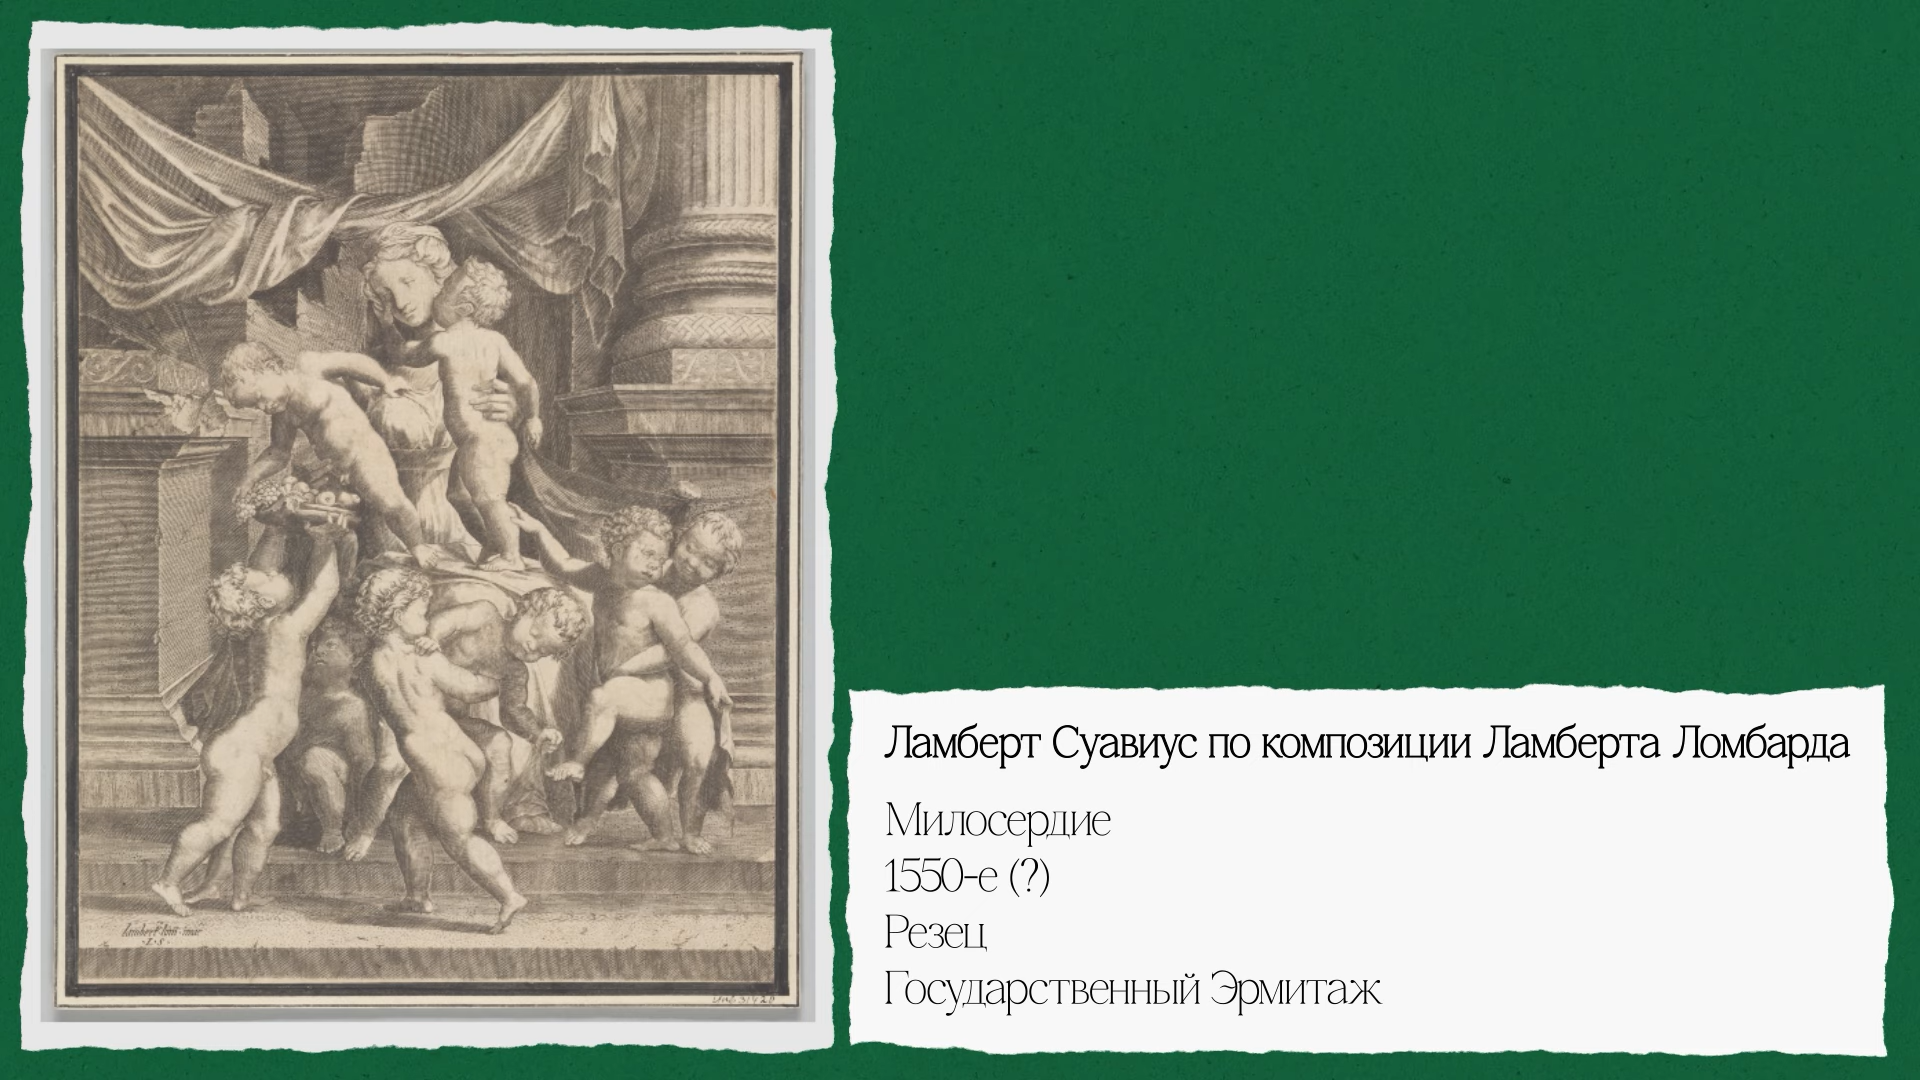 Ламберт Суавиус по композиции Ламберта Ломбарда
Милосердие
1550-е (?)
Резец
Государственный Эрмитаж